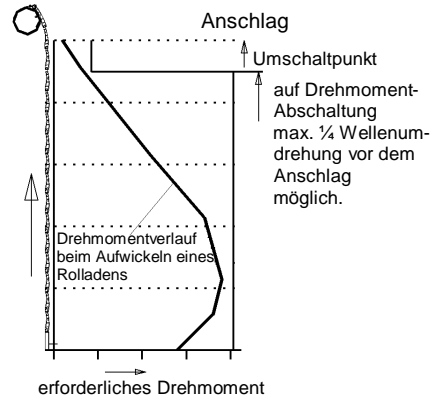 Anschlag
Umschaltpunkt
auf Drehmoment-
Abschaltung
max. ¼ Wellenum-
drehung vor dem
Anschlag
möglich.
Drehmomentverlauf
beim Aufwickeln eines
Rolladens
erforderliches Drehmoment